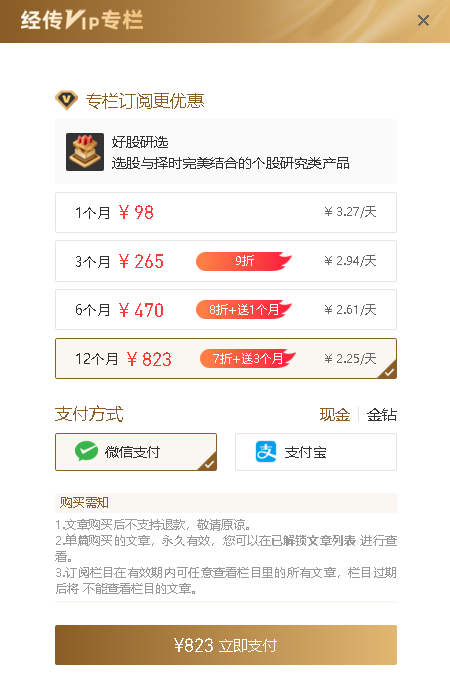 经传VIP专栏
专栏订阅更优惠
好股研选
选股与择时完美结合的个股研究类产品
1个月 ¥ 98 ¥ 3.27/天
3个月 ¥ 265 9折 ¥ 2.94/天
6个月 ¥ 470 8折+送1个月 ¥ 2.61/天
12个月 ¥ 823 7折+送3个月 ¥ 2.25/天
支付方式 现金 金钻
微信支付 支付宝
购买需知
1.文章购买后不支持退款，敬请原谅。
2.单篇购买的文章，永久有效，您可以在已解锁文章列表 进行查
看。
3.订阅栏目在有效期内可任意查看栏目里的所有文章，栏目过期
后将 不能查看栏目的文章。
¥823 立即支付